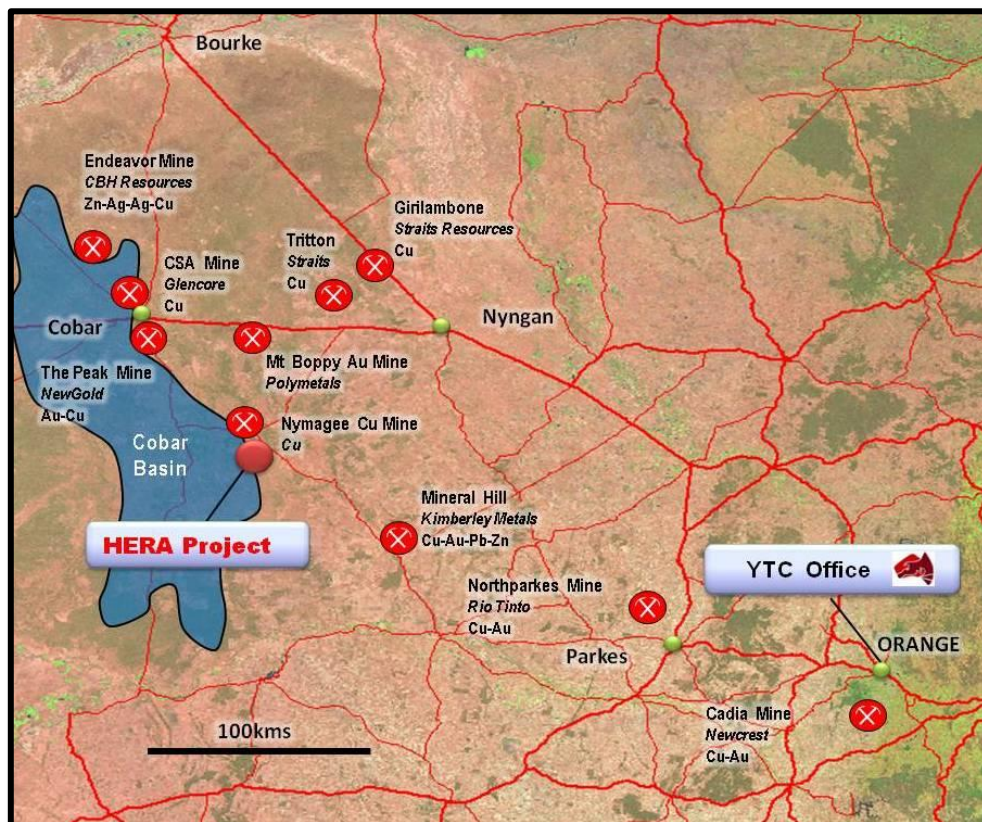 Bourke
Endeavor Mine
CBH Resources
Zn-Ag-Ag-Cu
Girilambone
Straits Resources
Cu
Tritton
Straits
Cu
CSA Mine
Glencore
Cu
Cobar
Nyngan
The Peak Mine
NewGold
Au-Cu
Mt Boppy Au Mine
Polymetals
Nymagee Cu Mine
Cu
Cobar
Basin
HERA Project
Mineral Hill
Kimberley Metals
Cu-Au-Pb-Zn
YTC Office
Northparkes Mine
Rio Tinto
Cu-Au
Parkes
ORANGE
Cadia Mine
Newcrest
Cu-Au
100kms